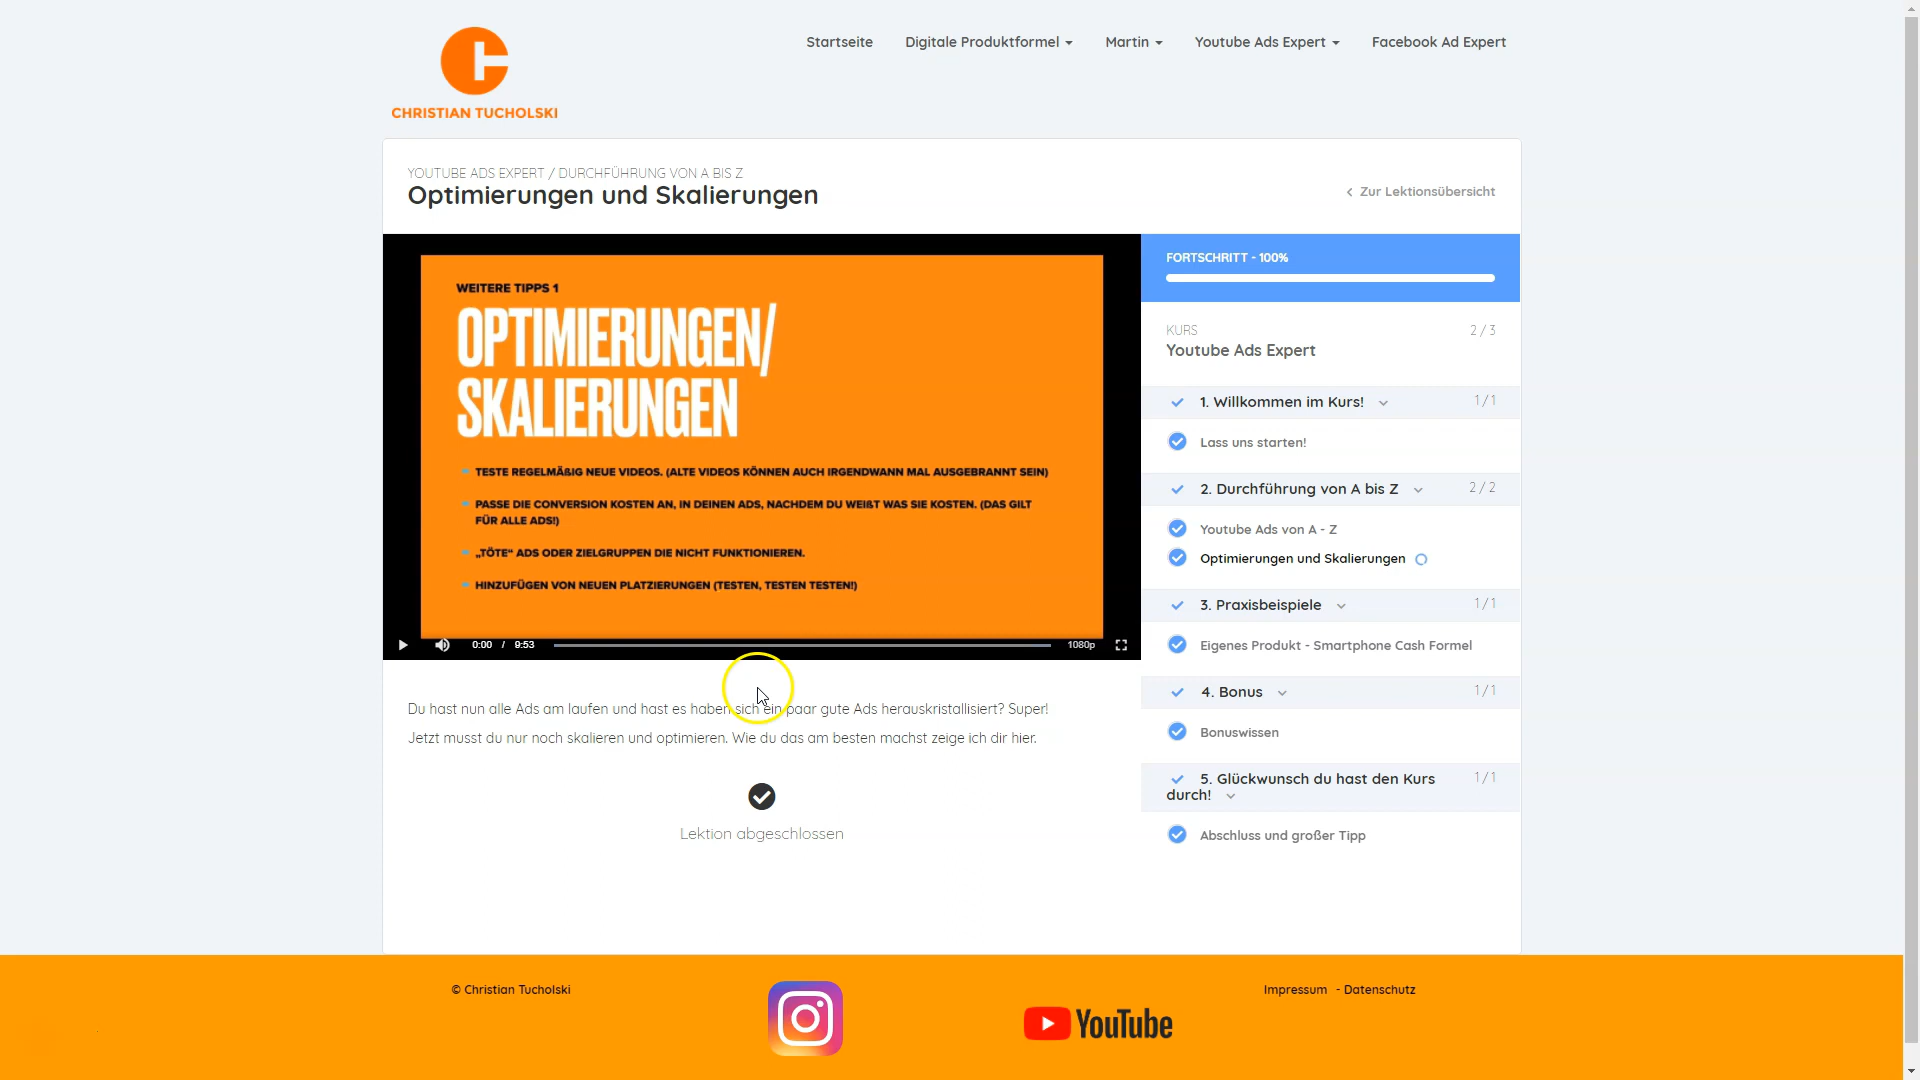 Startseite
Digitale Produktformel
Martin
Youtube Ads Expert
Facebook Ad Expert
CHRISTIAN TUCHOLSKI
YOUTUBE ADS EXPERT / DURCHFÜHRUNG VON A BIS Z
Optimierungen und Skalierungen
Zur Lektionsübersicht
WEITERE TIPPS 1
OPTIMIERUNGEN/
SKALIERUNGEN
TESTE REGELMÄßIG NEUE VIDEOS. (ALTE VIDEOS KÖNNEN AUCH IRGENDWANN MAL AUSGEBRANNT SEIN)
PASSE DIE CONVERSION KOSTEN AN, IN DEINEN ADS, NACHDEM DU WEIßT WAS SIE KOSTEN. (DAS GILT
FÜR ALLE ADS!)
„TÖTE“ ADS ODER ZIELGRUPPEN DIE NICHT FUNKTIONIEREN.
HINZUFÜGEN VON NEUEN PLATZIERUNGEN (TESTEN, TESTEN TESTEN!)
0:00 / 9:53
1080p
Du hast nun alle Ads am laufen und hast es haben sich ein paar gute Ads herauskristallisiert? Super!
Jetzt musst du nur noch skalieren und optimieren. Wie du das am besten machst zeige ich dir hier.
Lektion abgeschlossen
FORTSCHRITT - 100%
KURS 2 / 3
Youtube Ads Expert
1. Willkommen im Kurs! 1 / 1
Lass uns starten!
2. Durchführung von A bis Z 2 / 2
Youtube Ads von A - Z
Optimierungen und Skalierungen
3. Praxisbeispiele 1 / 1
Eigenes Produkt - Smartphone Cash Formel
4. Bonus 1 / 1
Bonuswissen
5. Glückwunsch du hast den Kurs 1 / 1
durch!
Abschluss und großer Tipp
© Christian Tucholski
YouTube
Impressum - Datenschutz